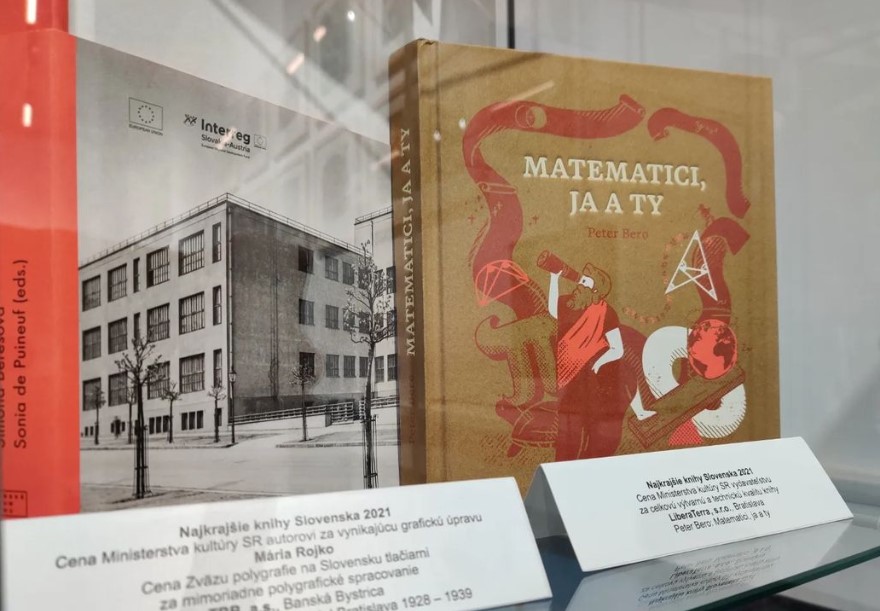 Sonia de Puineuf (eds.)
EUROPEAN UNION
Interreg
Slovakia-Austria
MATEMATICI, JA A TY
MATEMATICI,
JA A TY
Peter Bero
Najkrajšie knihy Slovenska 2021
Cena Ministerstva kultúry SR autorovi za vynikajúcu grafickú úpravu
Mária Rojko
Cena Zväzu polygrafie na Slovensku tlačiarni
za mimoriadne polygrafické spracovanie
a.s., Banská Bystrica
Bratislava 1928 – 1939
Najkrajšie knihy Slovenska 2021
Cena Ministerstva kultúry SR vydavateľstvu
za celkovú výtvarnú a technickú kvalitu knihy
LiberaTerra, s.r.o., Bratislava
Peter Bero: Matematici, ja a ty